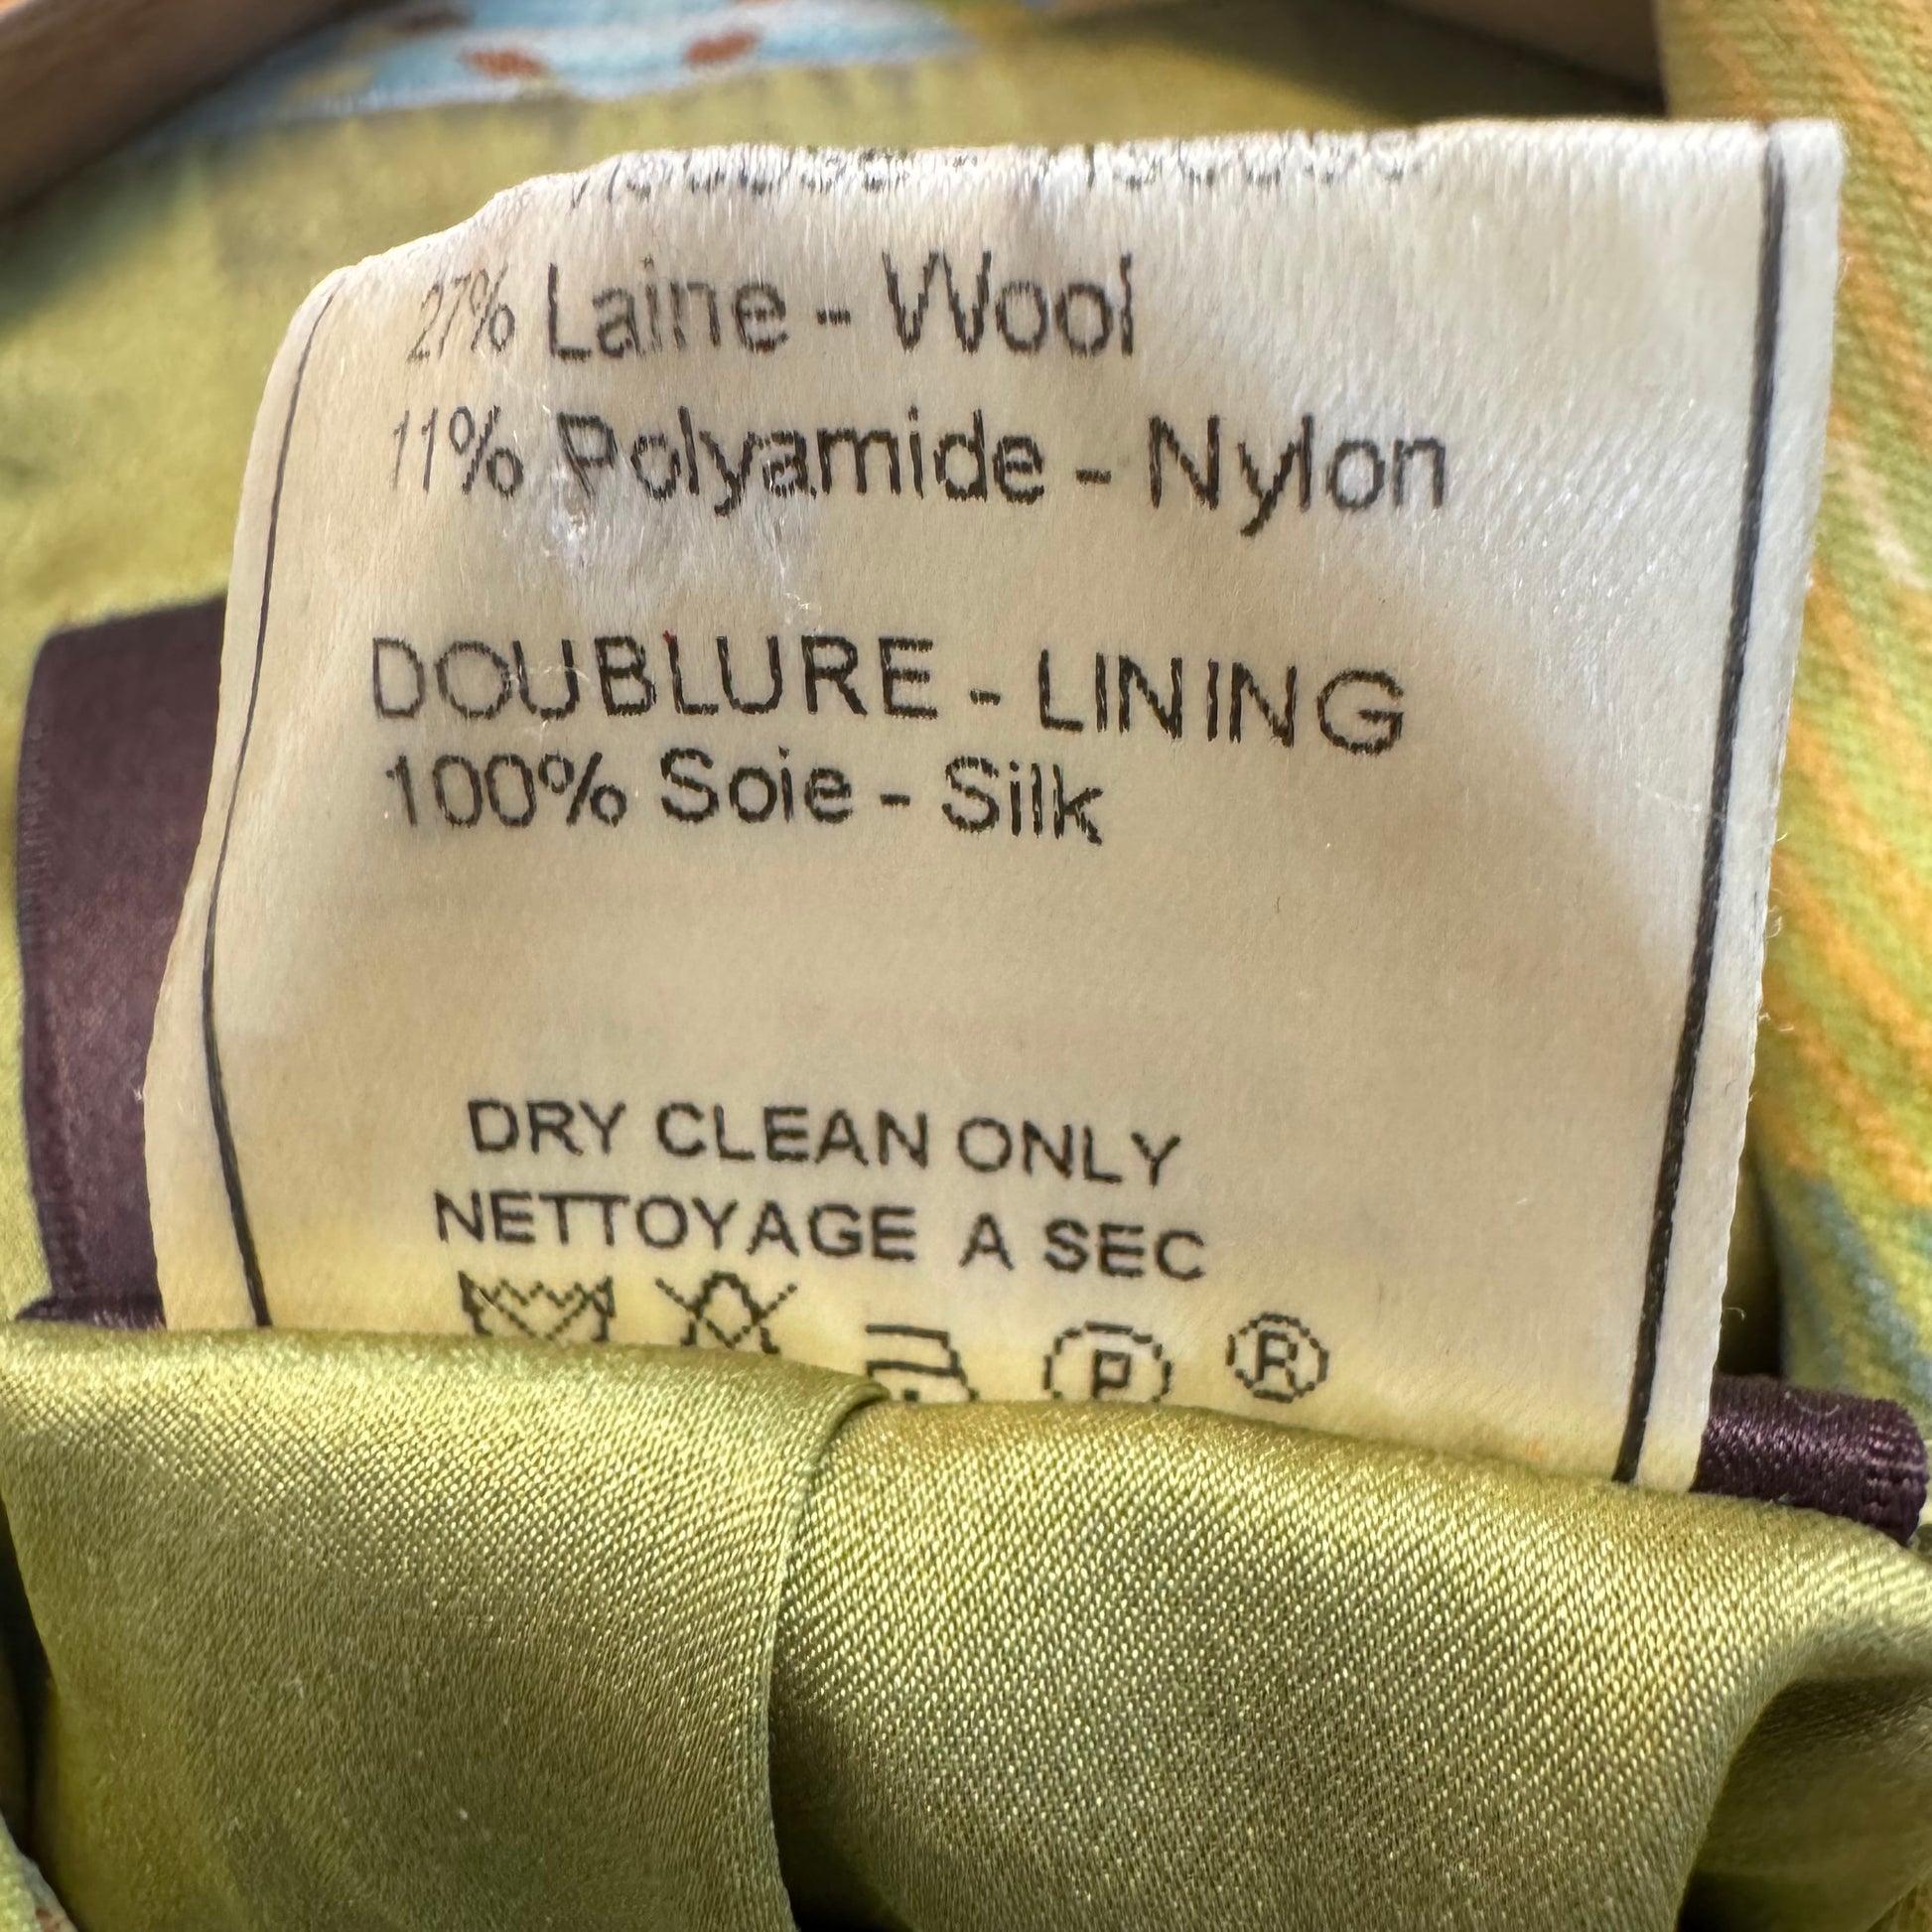 27% Laine - Wool
11% Polyamide - Nylon
DOUBLURE - LINING
100% Soie - Silk
DRY CLEAN ONLY
NETTOYAGE A SEC
P R